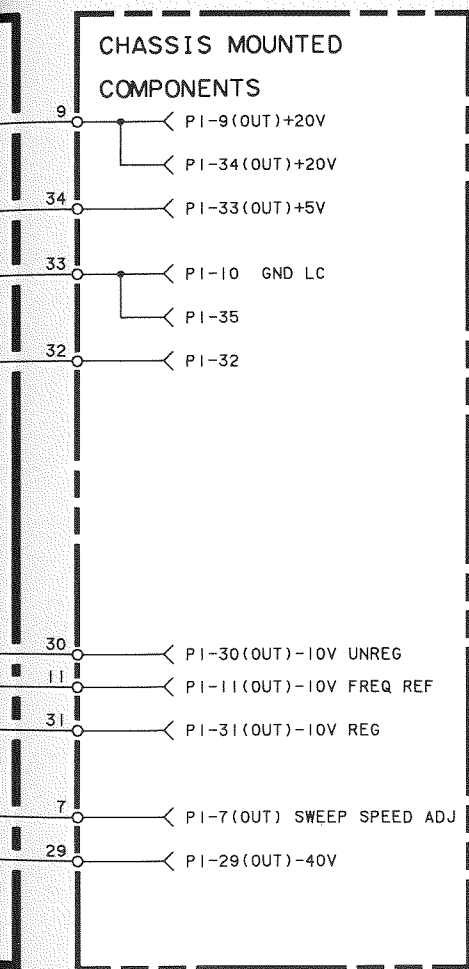 CHASSIS MOUNTED
COMPONENTS
9 P1-9(OUT)+20V
P1-34(OUT)+20V
34 P1-33(OUT)+5V
33 P1-10 GND LC
P1-35
32 P1-32
30 P1-30(OUT)-10V UNREG
11 P1-11(OUT)-10V FREQ REF
31 P1-31(OUT)-10V REG
7 P1-7(OUT) SWEEP SPEED ADJ
29 P1-29(OUT)-40V